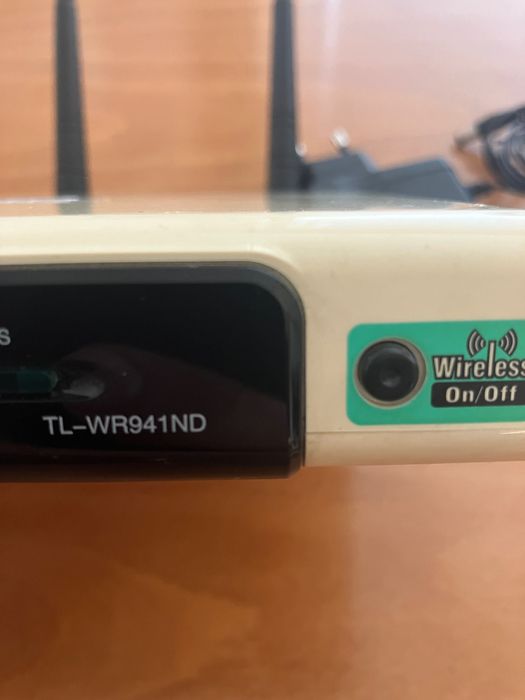 S
TL-WR941ND
Wireless
On/Off